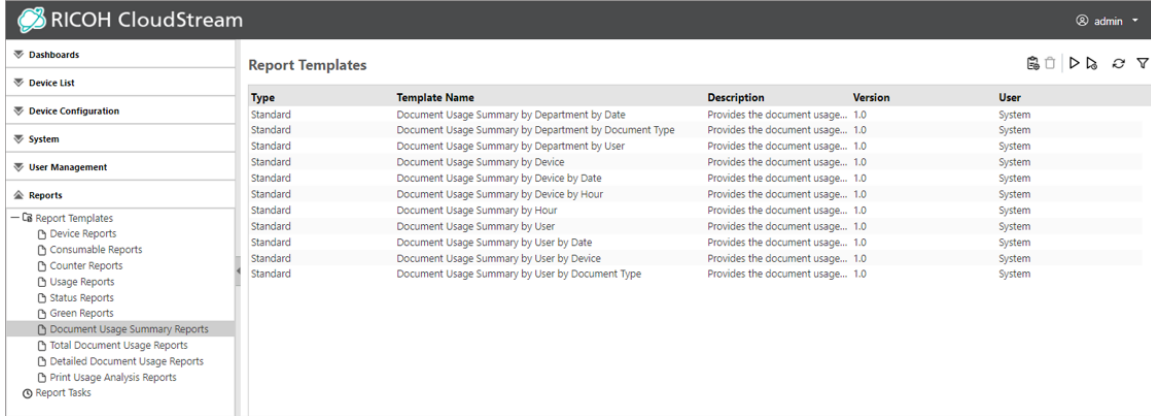 RICOH CloudStream
admin
Dashboards
Device List
Device Configuration
System
User Management
Reports
Report Templates
Device Reports
Consumable Reports
Counter Reports
Usage Reports
Status Reports
Green Reports
Document Usage Summary Reports
Total Document Usage Reports
Detailed Document Usage Reports
Print Usage Analysis Reports
Report Tasks
Report Templates
Type Template Name Description Version User
Standard Document Usage Summary by Department by Date Provides the document usage... 1.0 System
Standard Document Usage Summary by Department by Document Type Provides the document usage... 1.0 System
Standard Document Usage Summary by Department by User Provides the document usage... 1.0 System
Standard Document Usage Summary by Device Provides the document usage... 1.0 System
Standard Document Usage Summary by Device by Date Provides the document usage... 1.0 System
Standard Document Usage Summary by Device by Hour Provides the document usage... 1.0 System
Standard Document Usage Summary by Hour Provides the document usage... 1.0 System
Standard Document Usage Summary by User Provides the document usage... 1.0 System
Standard Document Usage Summary by User by Date Provides the document usage... 1.0 System
Standard Document Usage Summary by User by Device Provides the document usage... 1.0 System
Standard Document Usage Summary by User by Document Type Provides the document usage... 1.0 System